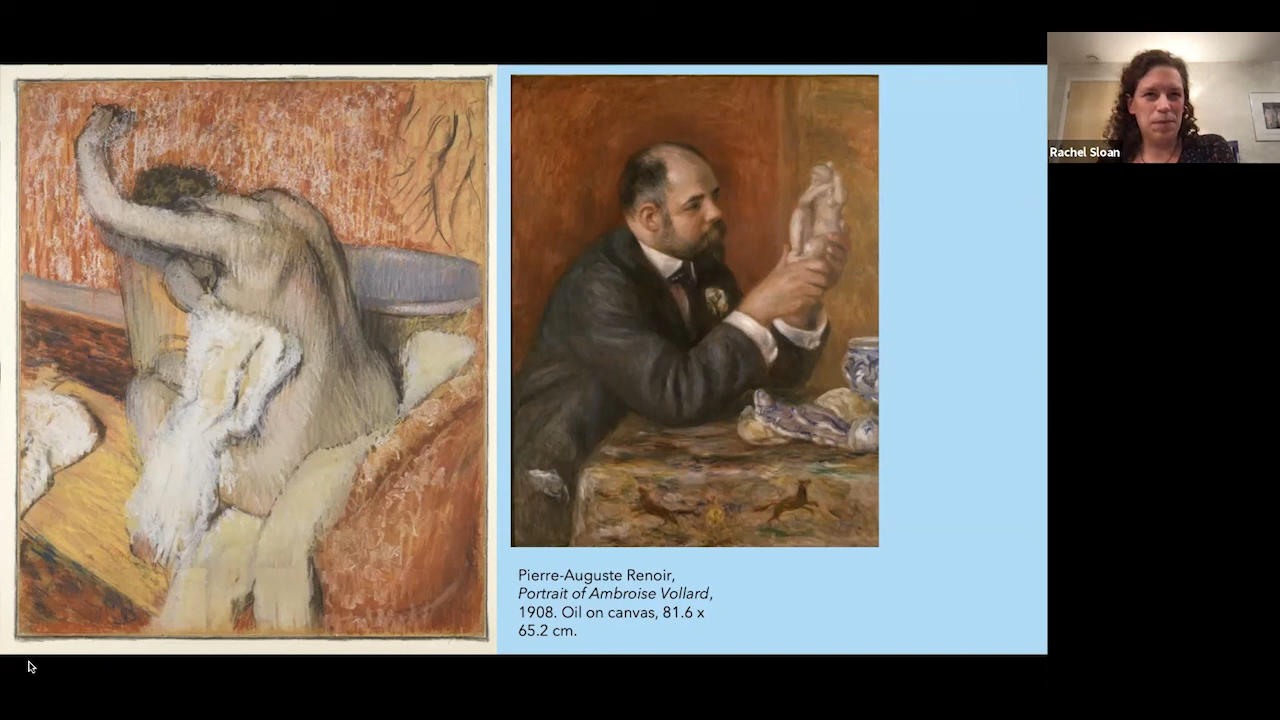 Rachel Sloan
Pierre-Auguste Renoir,
Portrait of Ambroise Vollard,
1908. Oil on canvas, 81.6 x
65.2 cm.